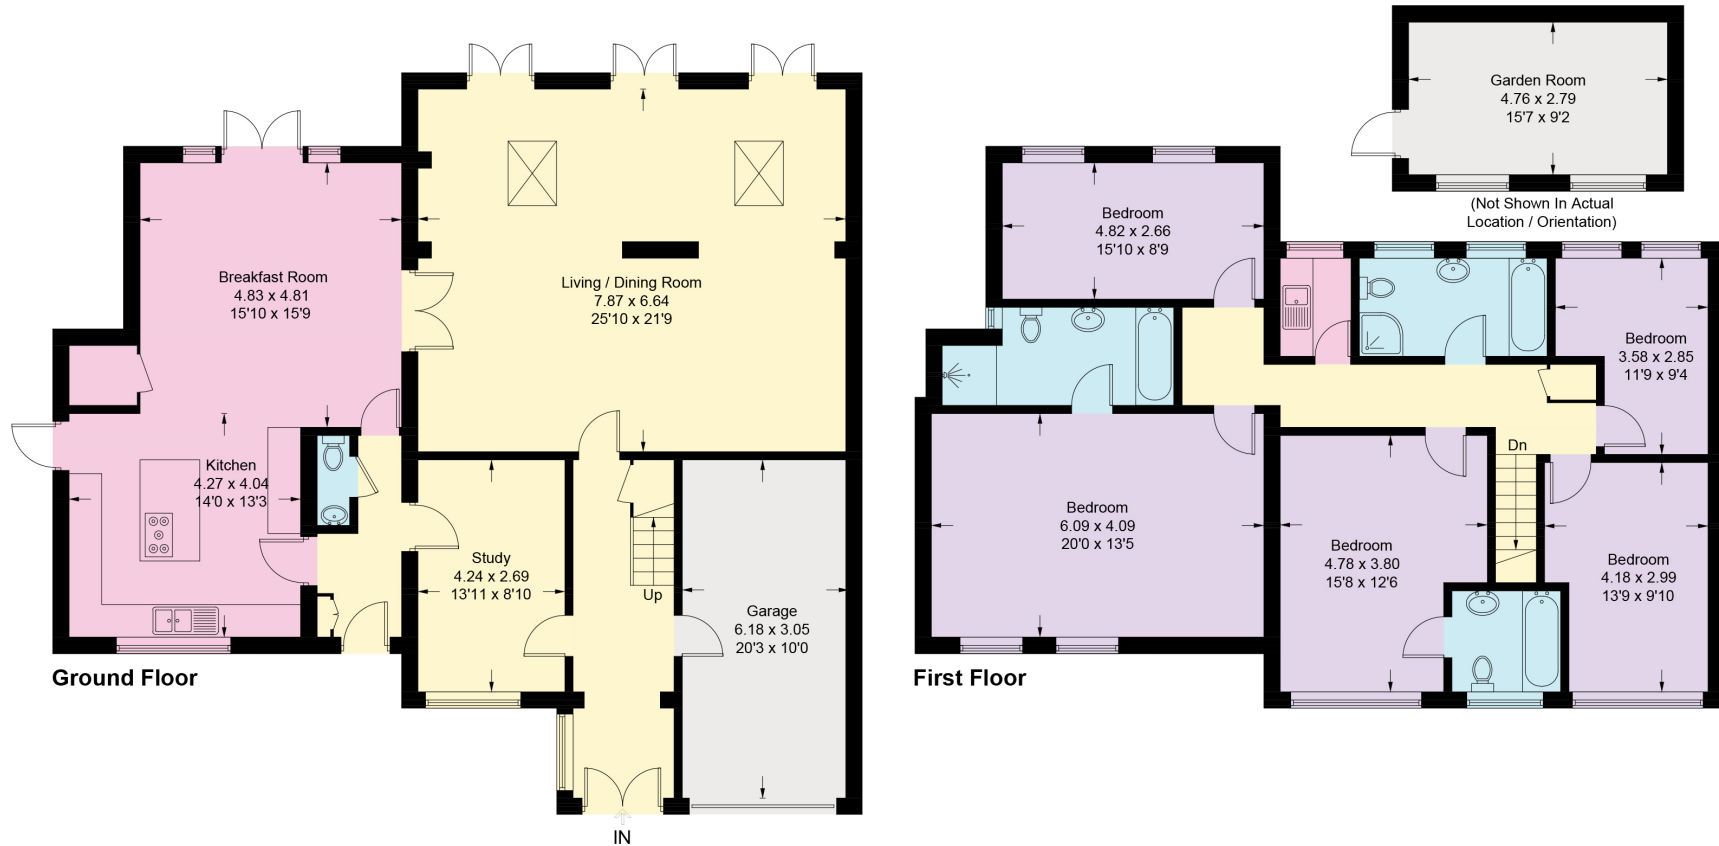 Breakfast Room
4.83 x 4.81
15'10 x 15'9
Living / Dining Room
7.87 x 6.64
25'10 x 21'9
Kitchen
4.27 x 4.04
14'0 x 13'3
Study
4.24 x 2.69
13'11 x 8'10
Up
Garage
6.18 x 3.05
20'3 x 10'0
Ground Floor
IN
Garden Room
4.76 x 2.79
15'7 x 9'2
(Not Shown In Actual
Location / Orientation)
Bedroom
4.82 x 2.66
15'10 x 8'9
Bedroom
3.58 x 2.85
11'9 x 9'4
Dn
Bedroom
6.09 x 4.09
20'0 x 13'5
Bedroom
4.78 x 3.80
15'8 x 12'6
Bedroom
4.18 x 2.99
13'9 x 9'10
First Floor